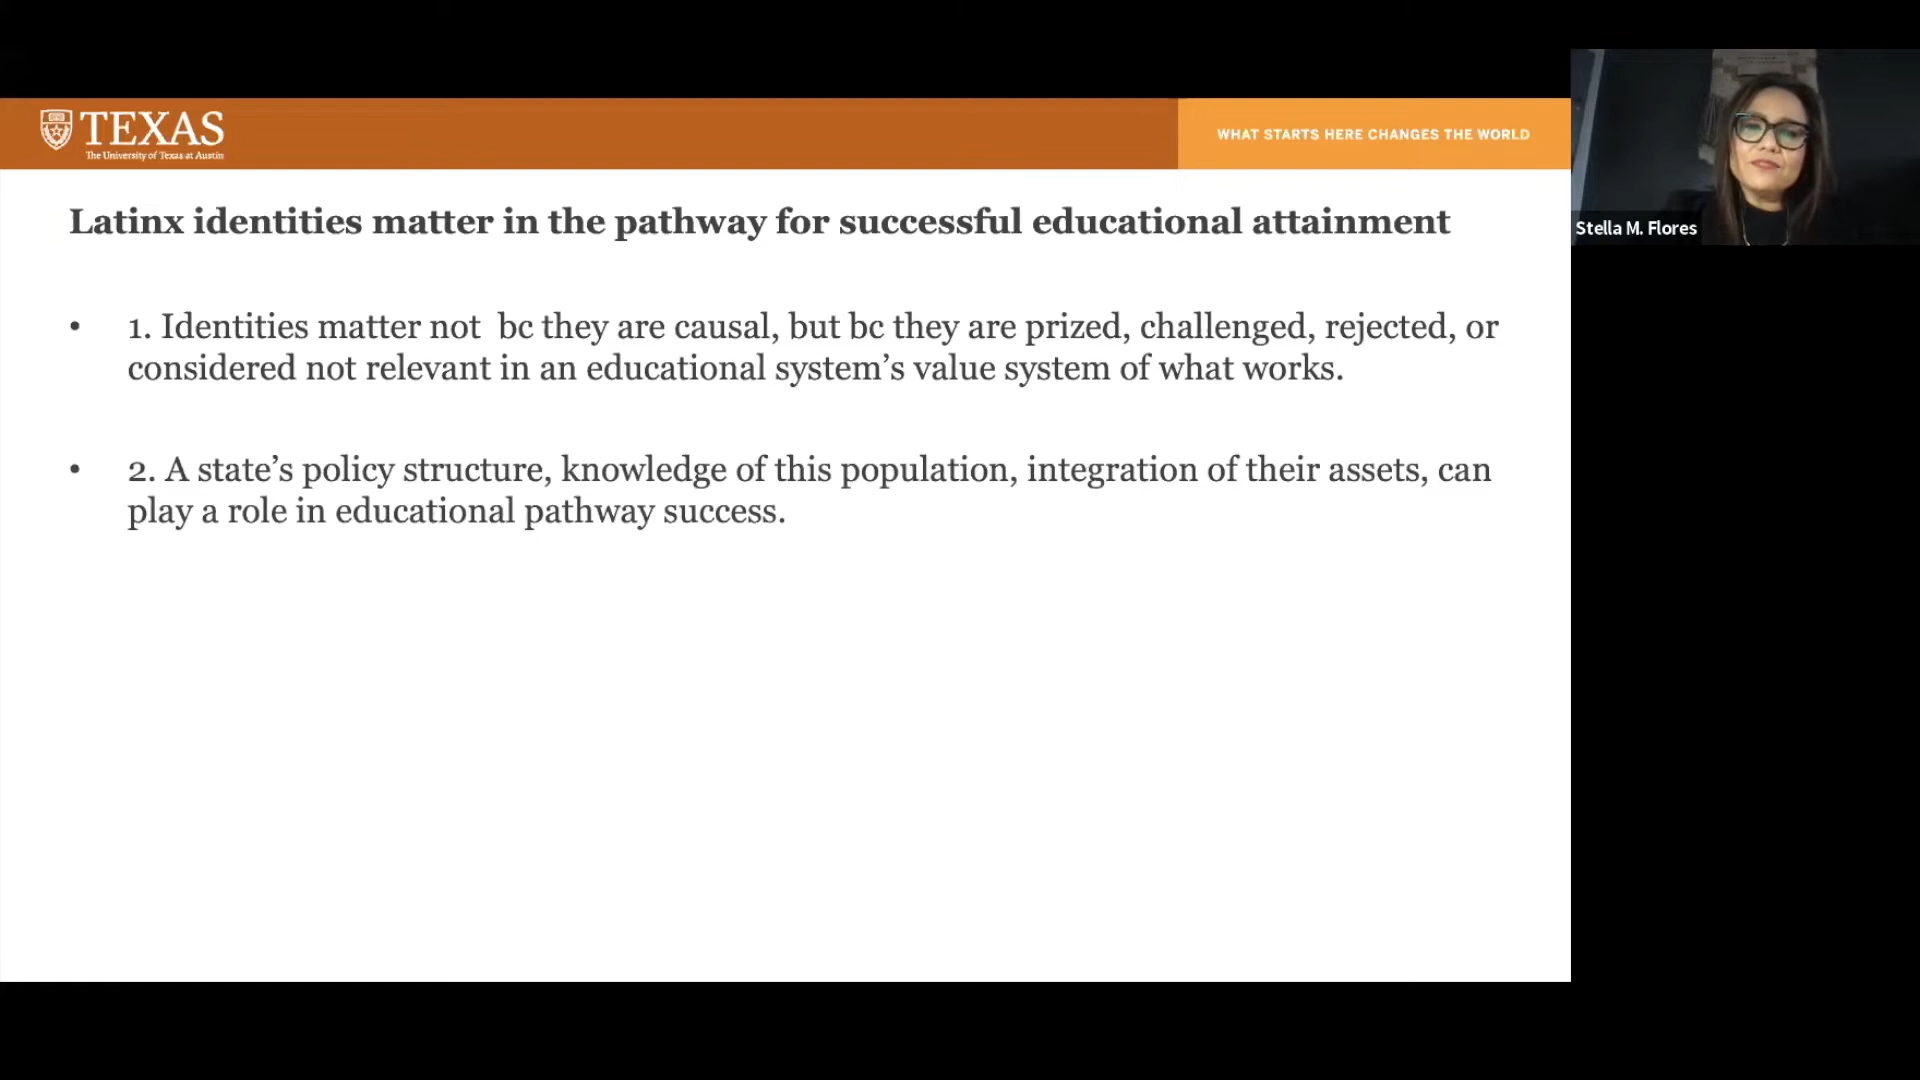 TEXAS
The University of Texas at Austin
WHAT STARTS HERE CHANGES THE WORLD
Stella M. Flores
Latinx identities matter in the pathway for successful educational attainment
• 1. Identities matter not  bc they are causal, but bc they are prized, challenged, rejected, or
considered not relevant in an educational system’s value system of what works.
• 2. A state’s policy structure, knowledge of this population, integration of their assets, can
play a role in educational pathway success.